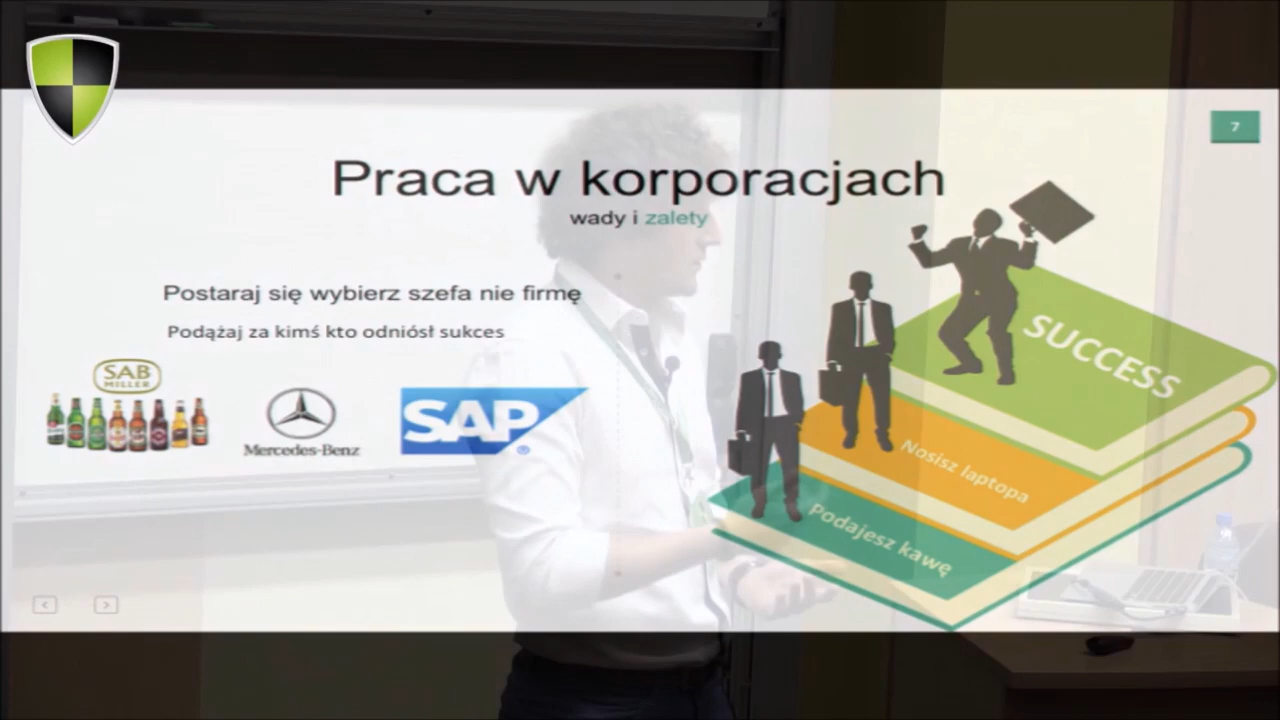 7
Praca w korporacjach
wady i zalety
Postaraj się wybierz szefa nie firmę
Podążaj za kimś kto odniósł sukces
SAB
MILLER
Mercedes-Benz
SAP
®
SUCCESS
Nosisz laptopa
Podajesz kawę